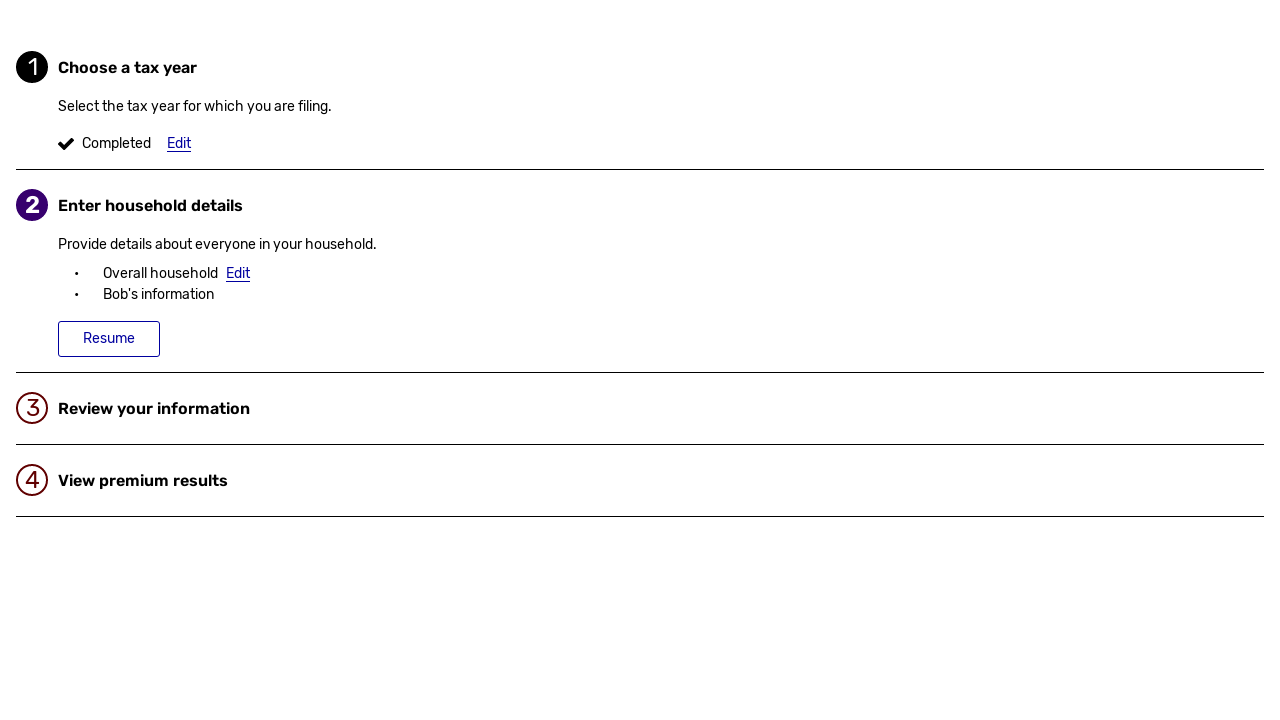 1 Choose a tax year
Select the tax year for which you are filing.
Completed Edit
2 Enter household details
Provide details about everyone in your household.
• Overall household Edit
• Bob's information
Resume
3 Review your information
4 View premium results